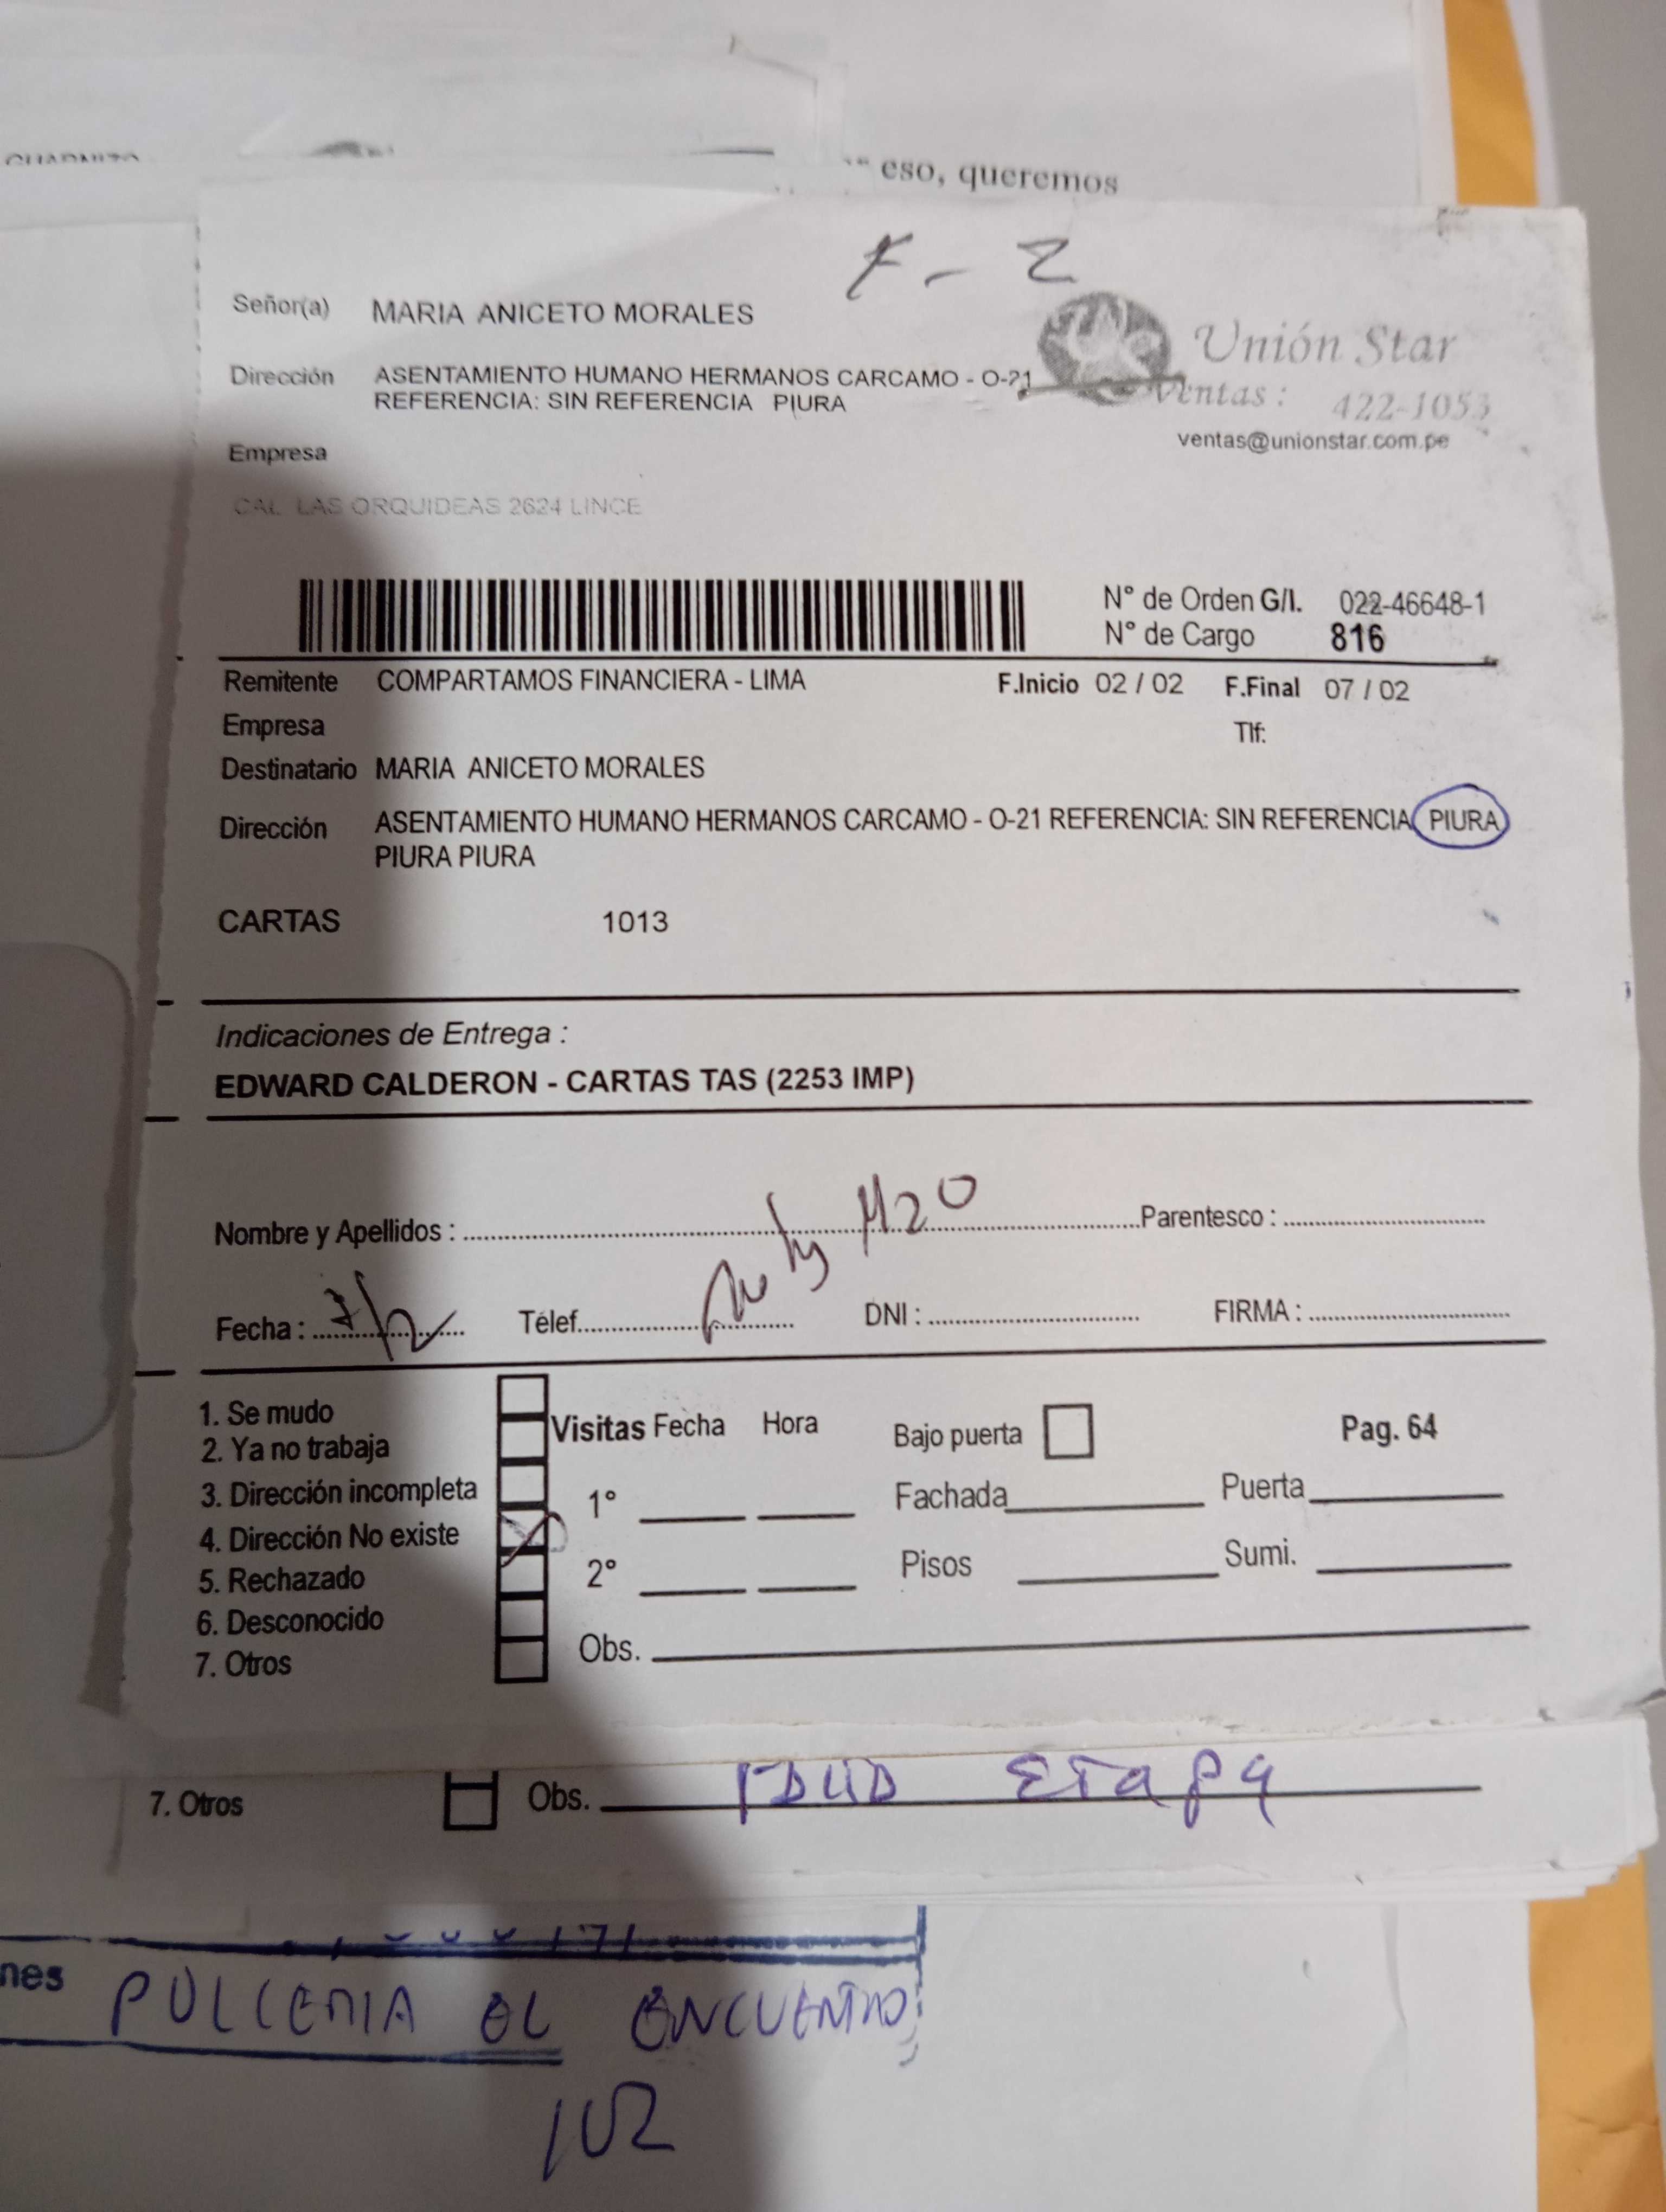 eso, queremos
F - Z
Señor(a) MARIA ANICETO MORALES
Unión Star
Dirección ASENTAMIENTO HUMANO HERMANOS CARCAMO - O-21
REFERENCIA: SIN REFERENCIA PIURA
Ventas: 422-1053
ventas@unionstar.com.pe
Empresa
CAL LAS ORQUIDEAS 2624 LINCE
N° de Orden G/I. 022-46648-1
N° de Cargo 816
Remitente COMPARTAMOS FINANCIERA - LIMA F.Inicio 02 / 02 F.Final 07 / 02
Empresa Tlf:
Destinatario MARIA ANICETO MORALES
Dirección ASENTAMIENTO HUMANO HERMANOS CARCAMO - O-21 REFERENCIA: SIN REFERENCIA PIURA
PIURA PIURA
CARTAS 1013
Indicaciones de Entrega :
EDWARD CALDERON - CARTAS TAS (2253 IMP)
Nombre y Apellidos : M20 Parentesco :
Fecha : 7/2 Télef. DNI : FIRMA :
1. Se mudo
2. Ya no trabaja
3. Dirección incompleta
4. Dirección No existe
5. Rechazado
6. Desconocido
7. Otros
Visitas Fecha Hora
1°
2°
Obs.
Bajo puerta
Pag. 64
Fachada Puerta
Pisos Sumi.
7. Otros Obs. ETAPA
nes PULCERIA EL ENCUENTRO
102